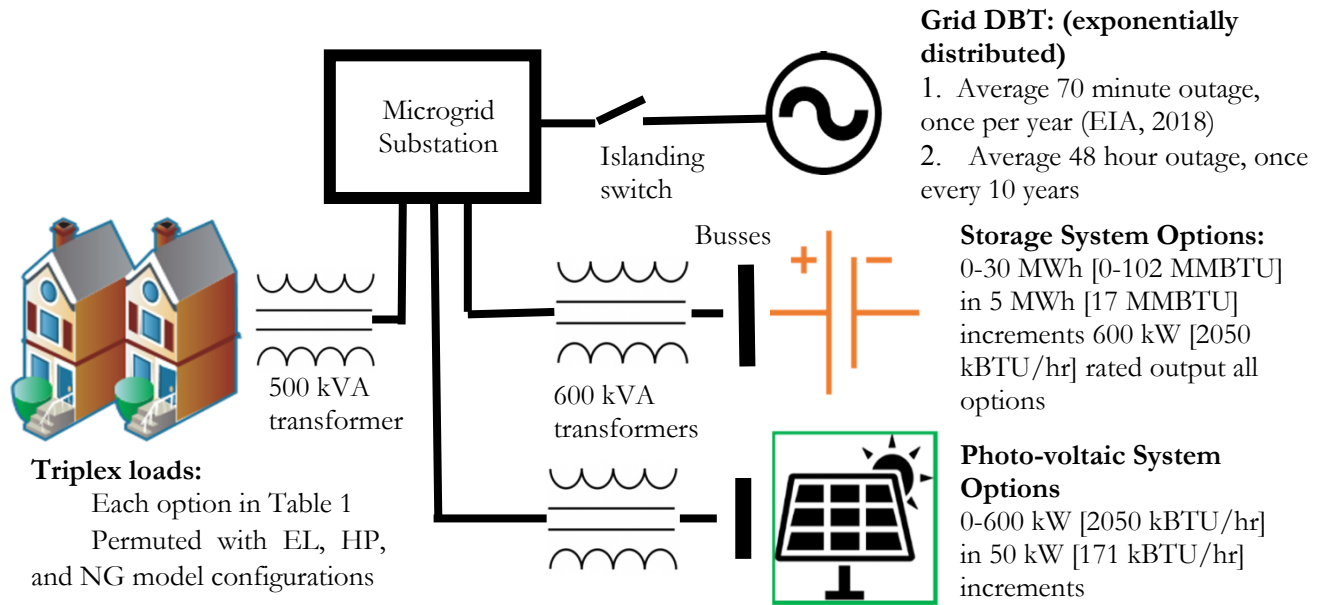 Grid DBT: (exponentially
distributed)
1. Average 70 minute outage,
once per year (EIA, 2018)
2. Average 48 hour outage, once
every 10 years
Microgrid
Substation
Islanding
switch
Busses
Storage System Options:
0-30 MWh [0-102 MMBTU]
in 5 MWh [17 MMBTU]
increments 600 kW [2050
kBTU/hr] rated output all
options
500 kVA
transformer
600 kVA
transformers
Triplex loads:
Each option in Table 1
Permuted with EL, HP,
and NG model configurations
Photo-voltaic System
Options
0-600 kW [2050 kBTU/hr]
in 50 kW [171 kBTU/hr]
increments